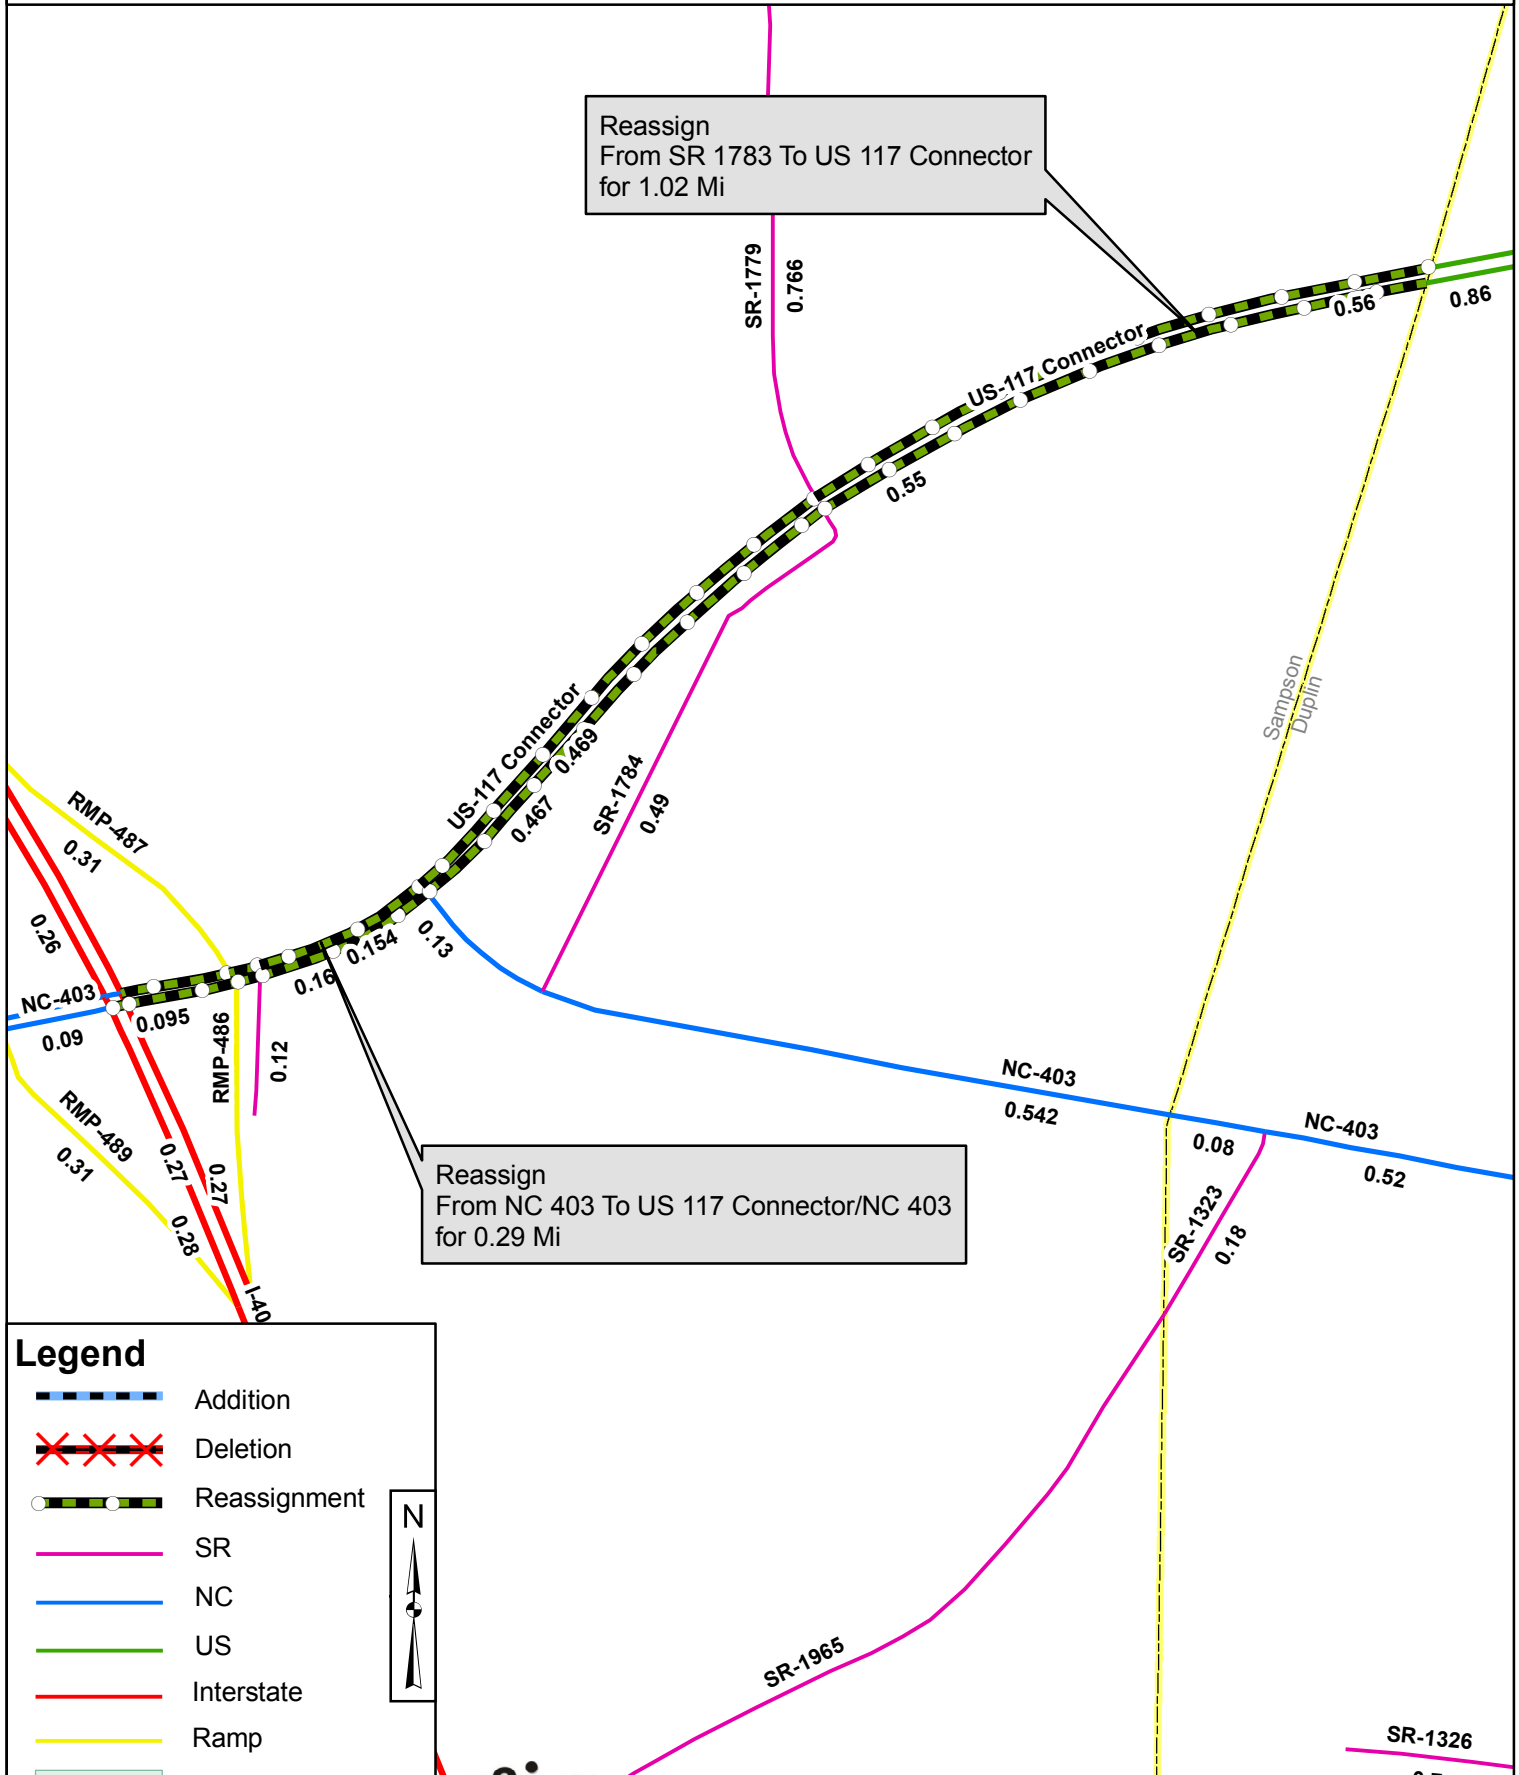 Reassign
From SR 1783 To US 117 Connector
for 1.02 Mi
SR-1779
0.766
US-117 Connector
0.56
0.86
0.55
Sampson
Duplin
US-117 Connector
0.469
0.467
SR-1784
0.49
RMP-487
0.31
0.26
0.13
0.154
0.16
NC-403
0.09
0.095
RMP-486
0.12
RMP-489
0.31
0.27
0.27
0.28
I-40
NC-403
0.542
0.08
NC-403
0.52
Reassign
From NC 403 To US 117 Connector/NC 403
for 0.29 Mi
SR-1323
0.18
Legend
Addition
Deletion
Reassignment
SR
NC
US
Interstate
Ramp
N
SR-1965
SR-1326